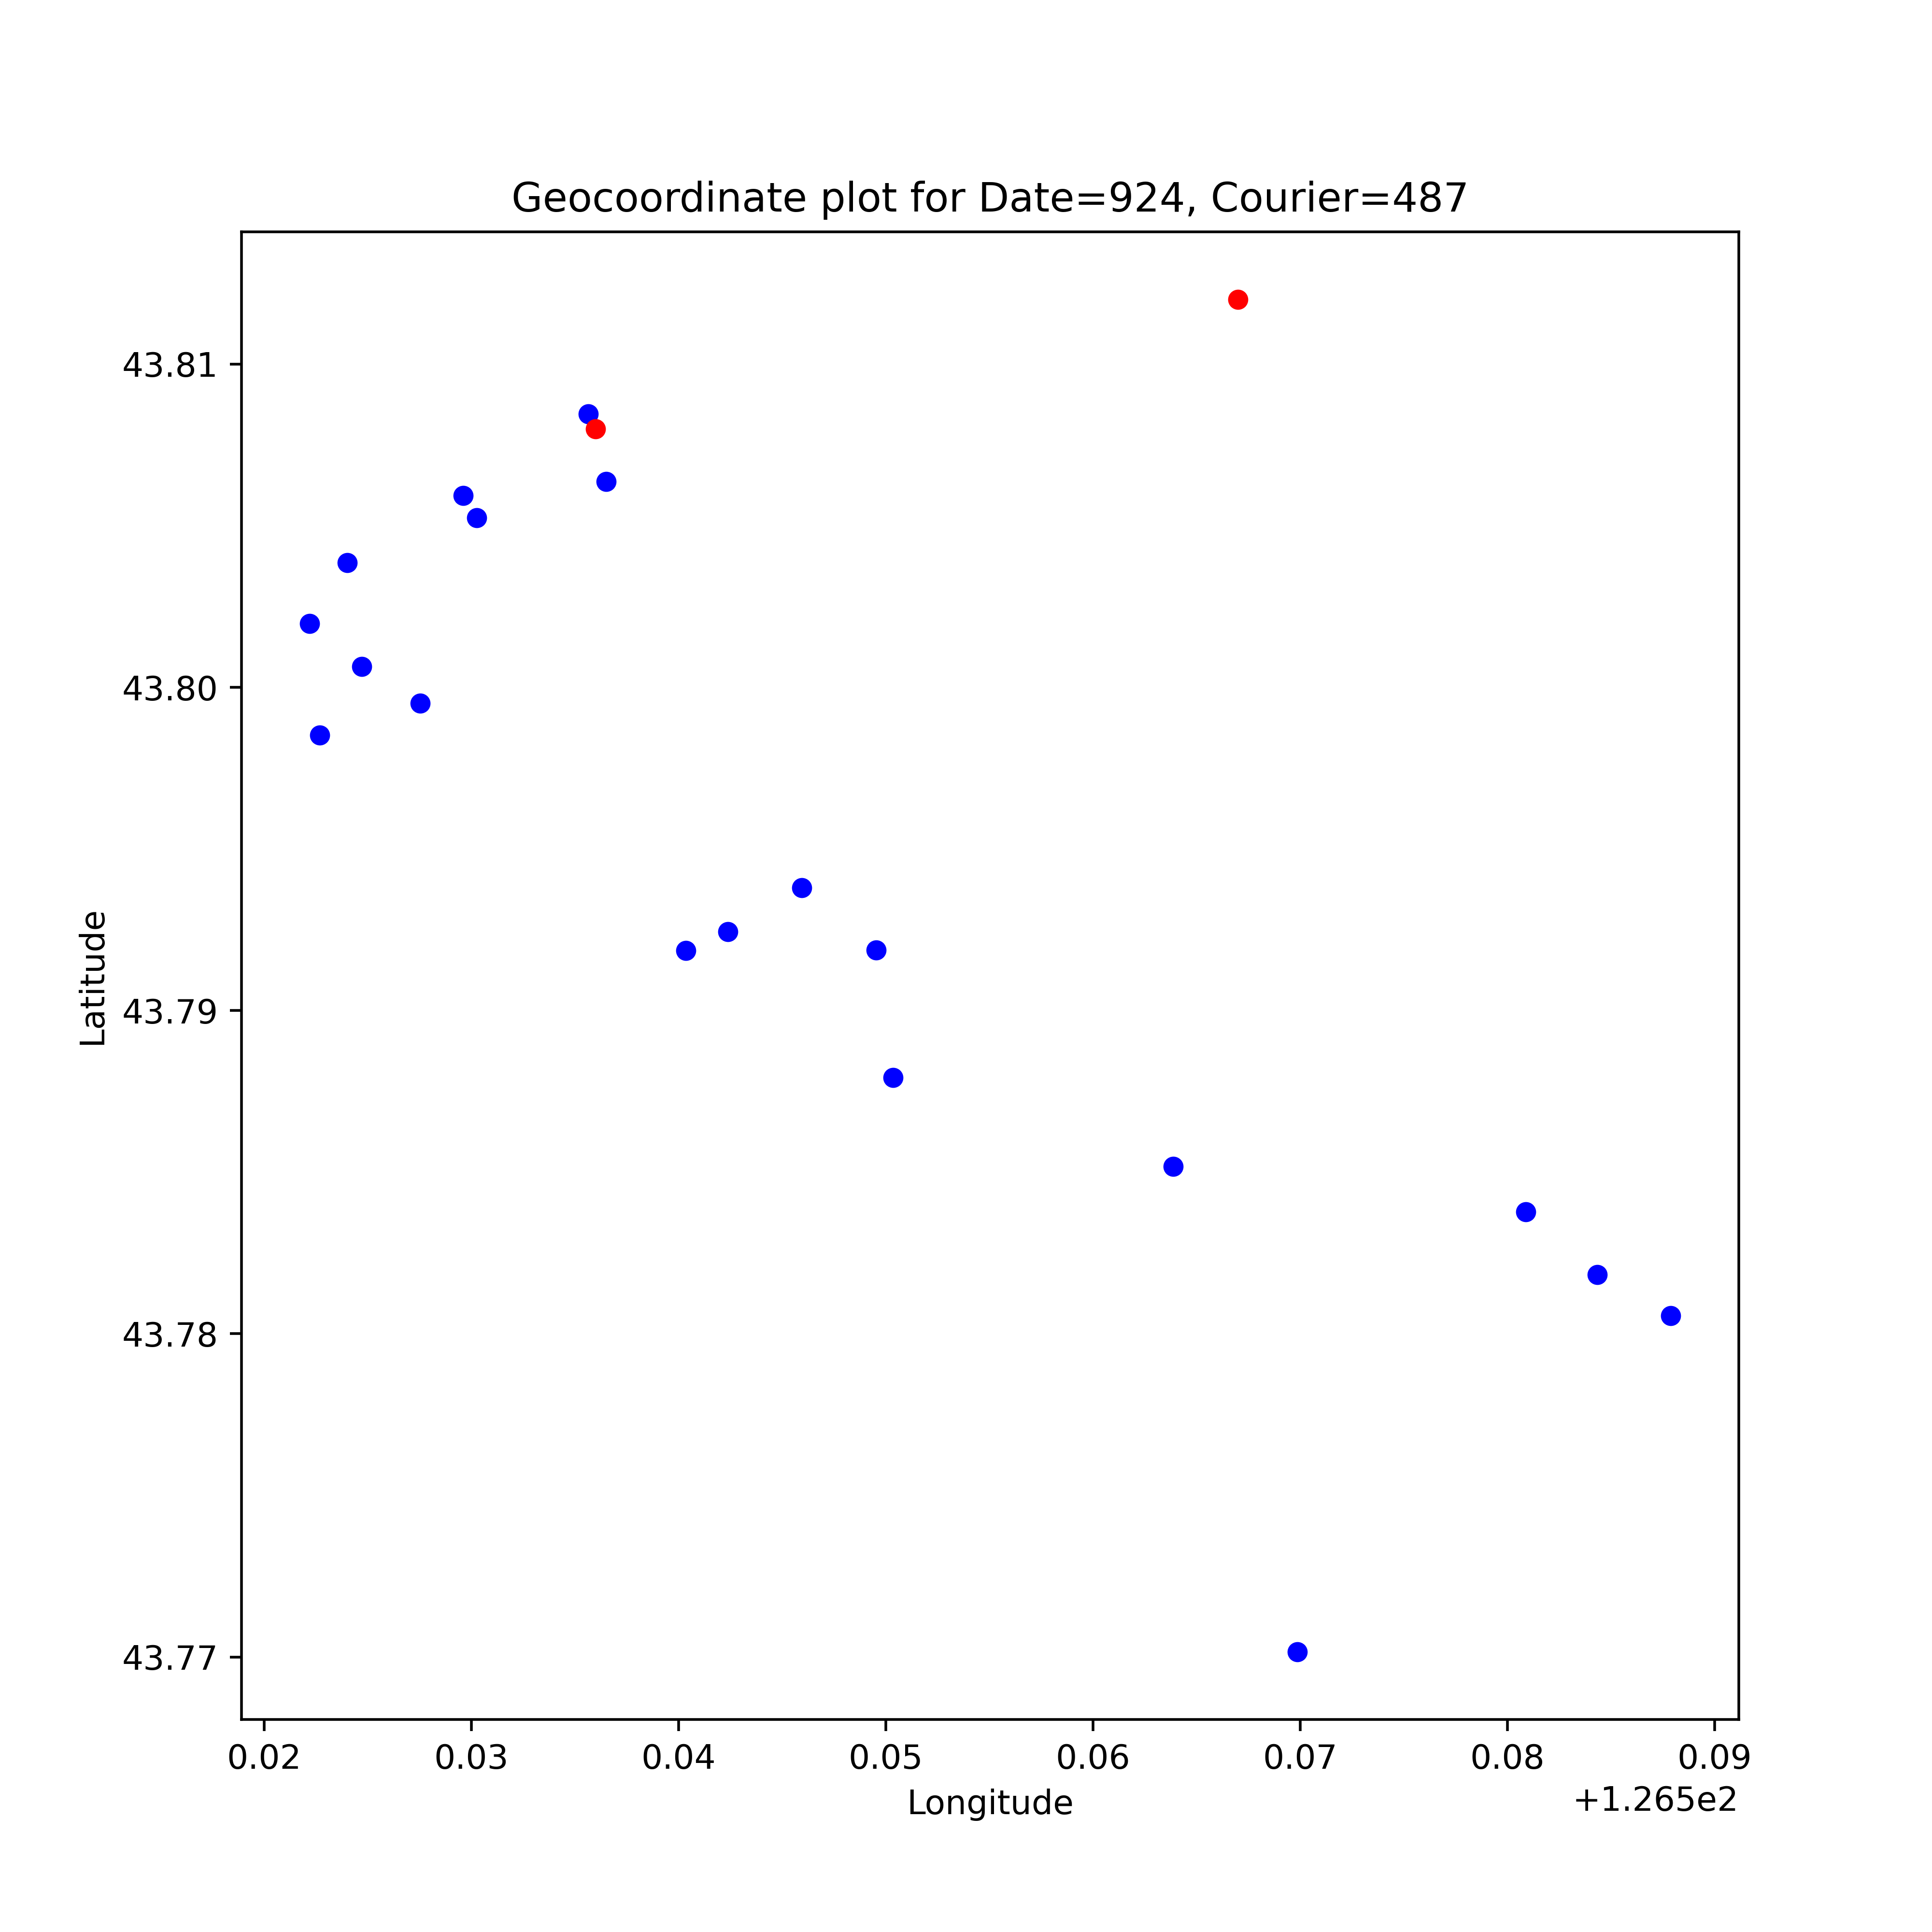 Geocoordinate plot for Date=924, Courier=487
43.81
43.80
43.79
43.78
43.77
Latitude
0.02 0.03 0.04 0.05 0.06 0.07 0.08 0.09
+1.265e2
Longitude